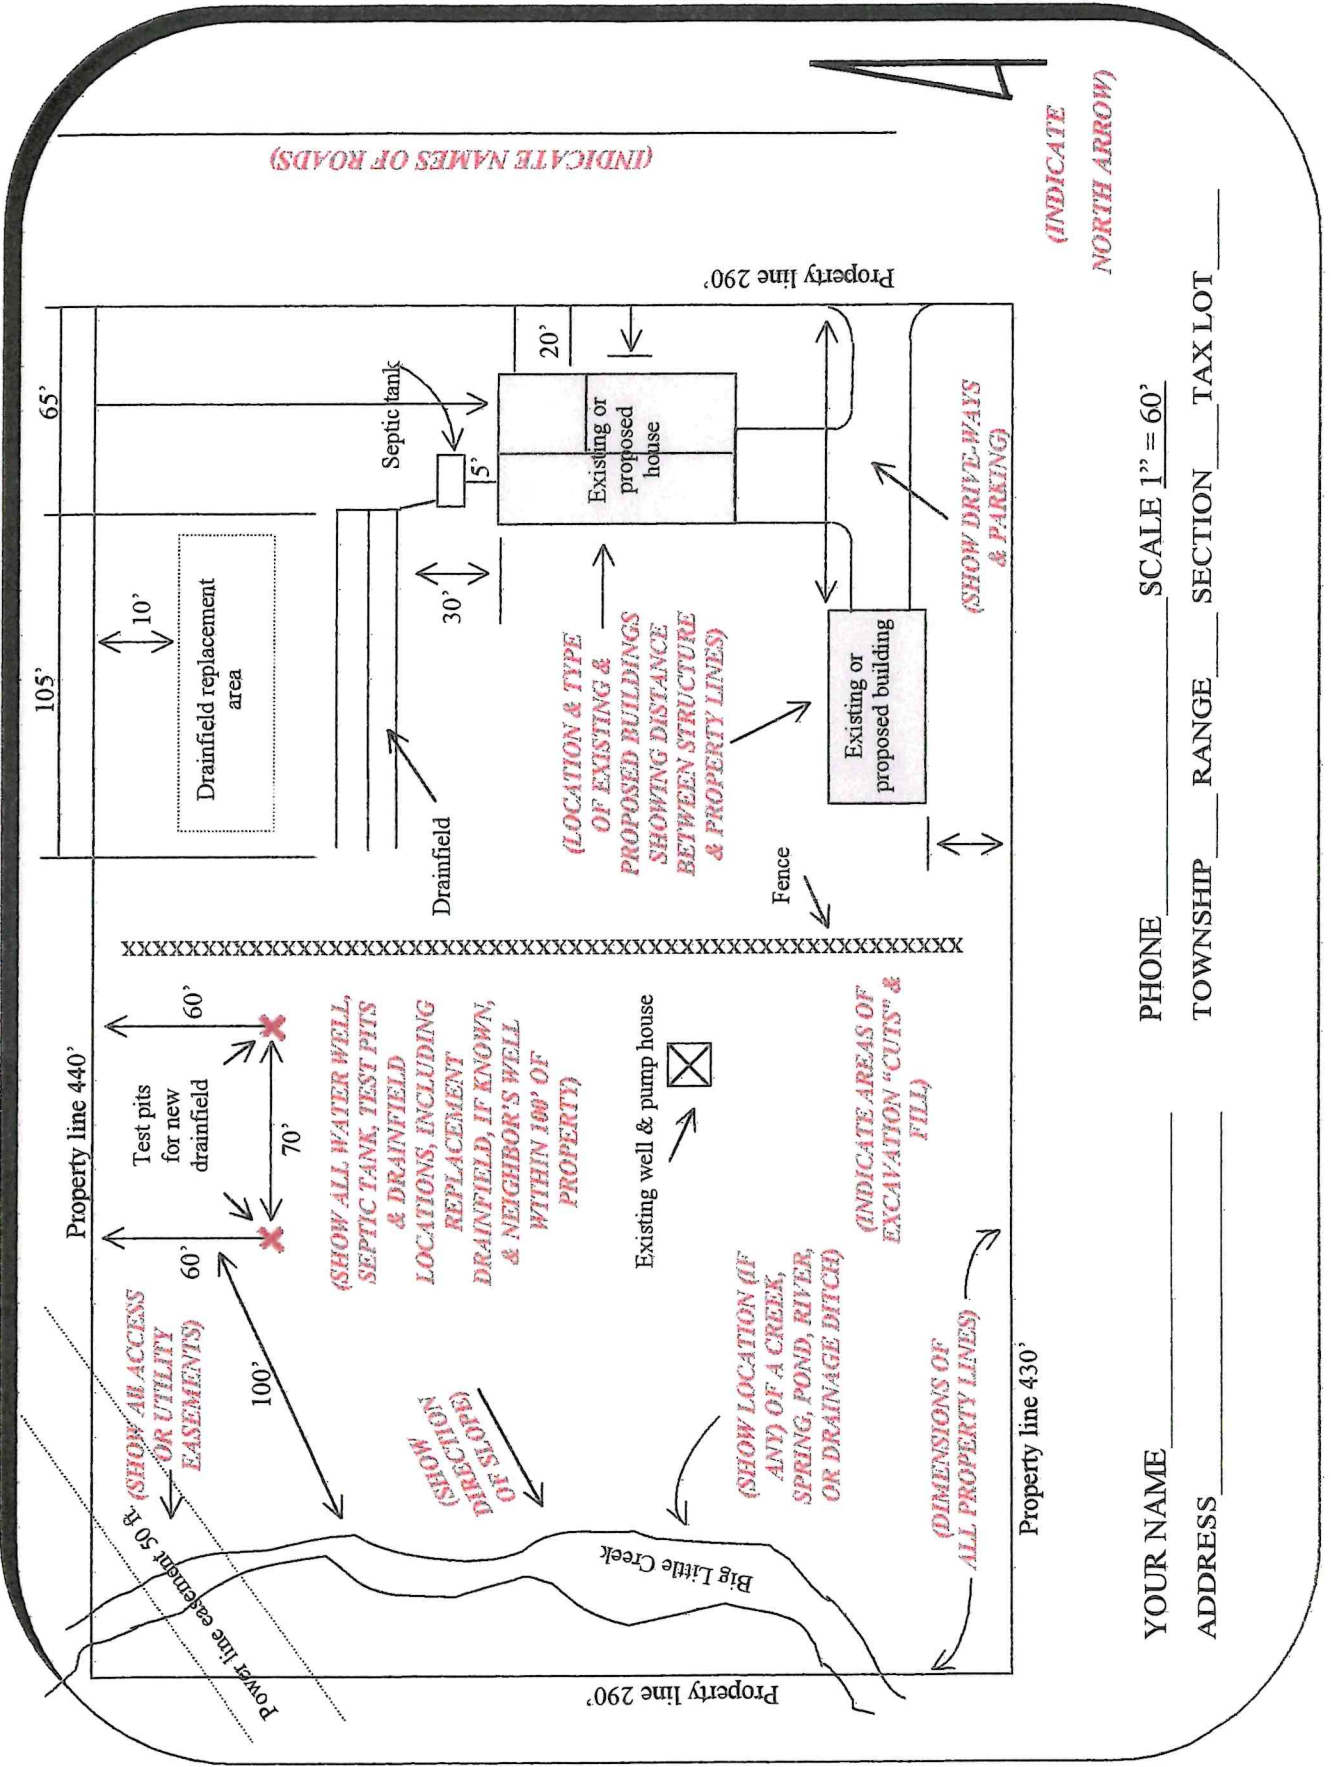 Property line 440'
105'
65'
Power line easement 50 ft.
(SHOW All ACCESS
OR UTILITY
EASEMENTS)
60'
Test pits
for new
drainfield
60'
70'
100'
10'
Drainfield replacement
area
(SHOW ALL WATER WELL,
SEPTIC TANK, TEST PITS
& DRAINFIELD
LOCATIONS, INCLUDING
REPLACEMENT
DRAINFIELD, IF KNOWN,
& NEIGHBOR'S WELL
WITHIN 100' OF
PROPERTY)
Drainfield
30'
Septic tank
5'
20'
Existing or
proposed
house
(SHOW
DIRECTION
OF SLOPE)
(LOCATION & TYPE
OF EXISTING &
PROPOSED BUILDINGS
SHOWING DISTANCE
BETWEEN STRUCTURE
& PROPERTY LINES)
Existing well & pump house
Big Little Creek
(SHOW LOCATION (IF
ANY) OF A CREEK,
SPRING, POND, RIVER,
OR DRAINAGE DITCH)
Fence
XXXXXXXXXXXXXXXXXXXXXXXXXXXXXXXXXXXXXXXXXXXXXXXXXXXXX
Existing or
proposed building
(INDICATE AREAS OF
EXCAVATION "CUTS" &
FILL)
(SHOW DRIVE-WAYS
& PARKING)
(DIMENSIONS OF
ALL PROPERTY LINES)
Property line 290'
Property line 290'
Property line 430'
(INDICATE NAMES OF ROADS)
(INDICATE
NORTH ARROW)
YOUR NAME PHONE SCALE 1" = 60'
ADDRESS TOWNSHIP RANGE SECTION TAX LOT